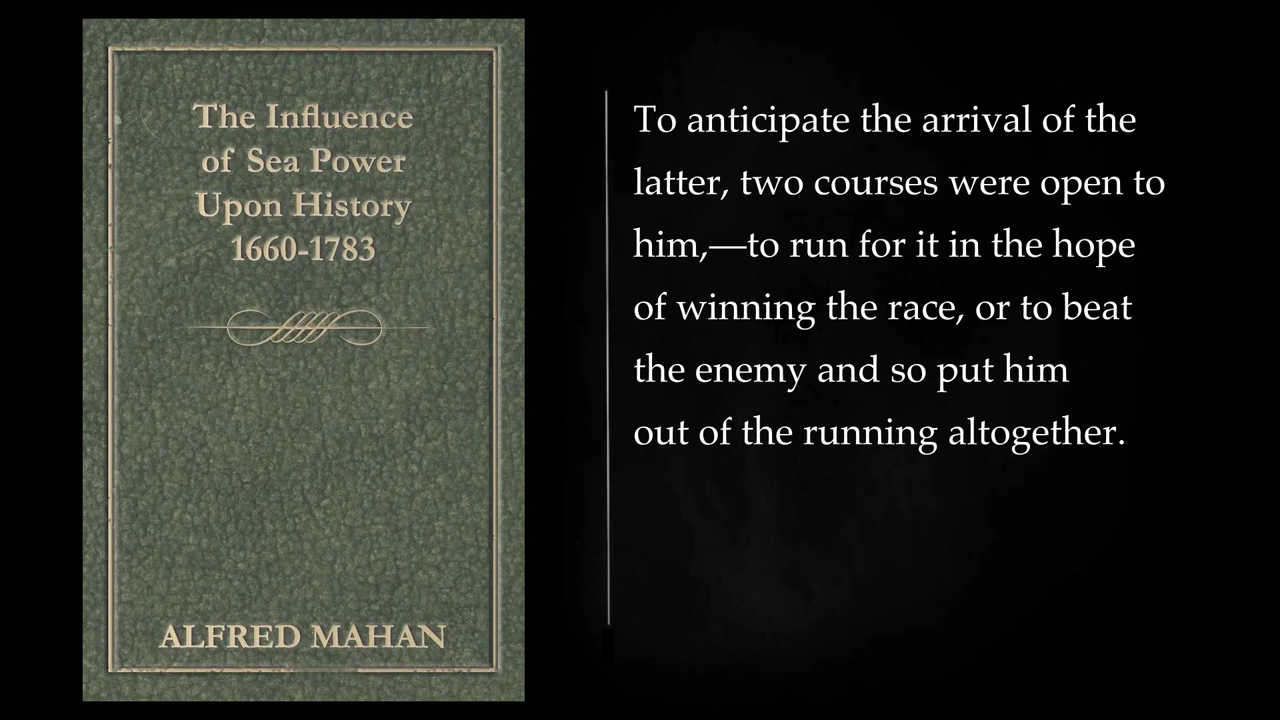 The Influence
of Sea Power
Upon History
1660-1783
ALFRED MAHAN
To anticipate the arrival of the
latter, two courses were open to
him,—to run for it in the hope
of winning the race, or to beat
the enemy and so put him
out of the running altogether.